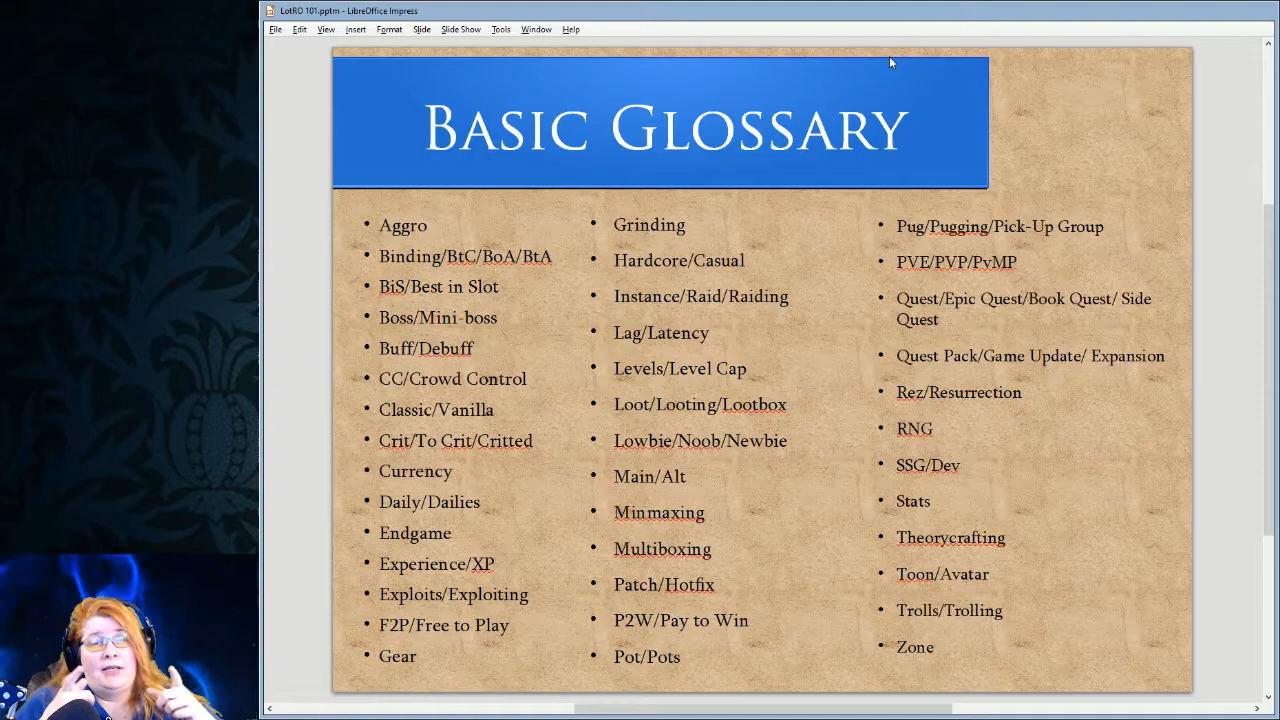 LotRO 101.pptm - LibreOffice Impress
File Edit View Insert Format Slide Slide Show Tools Window Help
Basic Glossary
• Aggro
• Binding/BtC/BoA/BtA
• BiS/Best in Slot
• Boss/Mini-boss
• Buff/Debuff
• CC/Crowd Control
• Classic/Vanilla
• Crit/To Crit/Critted
• Currency
• Daily/Dailies
• Endgame
• Experience/XP
• Exploits/Exploiting
• F2P/Free to Play
• Gear
• Grinding
• Hardcore/Casual
• Instance/Raid/Raiding
• Lag/Latency
• Levels/Level Cap
• Loot/Looting/Lootbox
• Lowbie/Noob/Newbie
• Main/Alt
• Minmaxing
• Multiboxing
• Patch/Hotfix
• P2W/Pay to Win
• Pot/Pots
• Pug/Pugging/Pick-Up Group
• PVE/PVP/PvMP
• Quest/Epic Quest/Book Quest/ Side
Quest
• Quest Pack/Game Update/ Expansion
• Rez/Resurrection
• RNG
• SSG/Dev
• Stats
• Theorycrafting
• Toon/Avatar
• Trolls/Trolling
• Zone